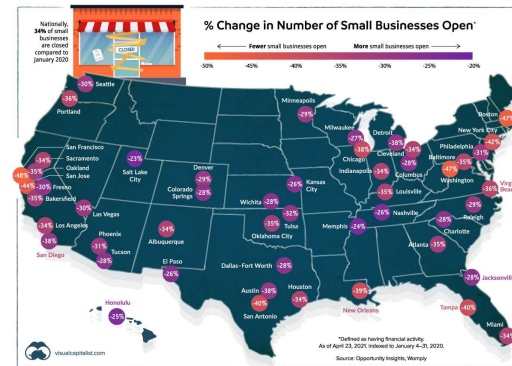 Nationally,
34% of small
businesses
are closed
compared to
January 2020
CLOSED
% Change in Number of Small Businesses Open*
Fewer small businesses open
More small businesses open
-50%
-45%
-40%
-35%
-30%
-25%
-20%
-30% Seattle
-36%
Portland
San Francisco
-34% Sacramento
-35% Oakland
-48% San Jose
-44% -30% Fresno
-35% Bakersfield
-34% Los Angeles
-38%
San Diego
-30%
Las Vegas
-23%
Salt Lake
City
Denver
-29%
Colorado
Springs
-28%
Phoenix
-31%
Tucson
-28%
-34%
Albuquerque
El Paso
-26%
Minneapolis
-29%
Milwaukee
-27%
-38%
Chicago
Detroit
-38%
-34%
Cleveland
-28%
Columbus
Indianapolis -34%
-35% Louisville
-26% Kansas
City
Wichita -28%
-32%
Tulsa
-35%
Oklahoma City
-26% Nashville
Memphis -24%
Dallas-Fort Worth -28%
Austin -38%
-40%
San Antonio
Houston
-34%
-39%
New Orleans
Boston
-47%
New York City
-42%
Philadelphia
-31%
Baltimore -35%
-47%
Washington
-36% Virg
Beac
-29%
Raleigh
-28%
Charlotte
Atlanta -35%
-28% Jacksonvill
Tampa -40%
Miami
-34%
Honolulu
-25%
*Defined as having financial activity.
As of April 23, 2021. Indexed to January 4–31, 2020.
Source: Opportunity Insights, Womply
visualcapitalist.com